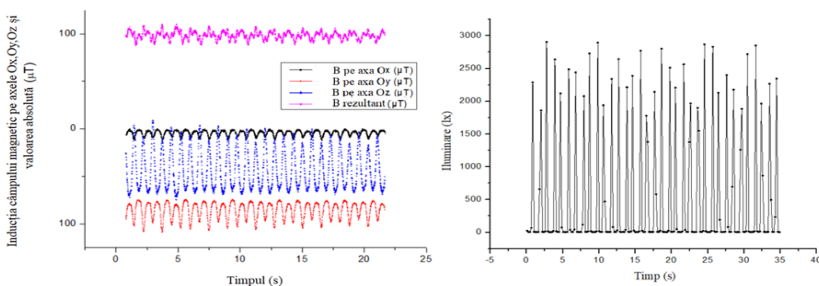 Inducția câmpului magnetic pe axele Ox,Oy,Oz și
valoarea absolută (µT)
100
0
100
B pe axa Ox (µT)
B pe axa Oy (µT)
B pe axa Oz (µT)
B rezultant (µT)
0 5 10 15 20 25
Timpul (s)
Iluminare (lx)
3000
2500
2000
1500
1000
500
0
-5 0 5 10 15 20 25 30 35 40
Timp (s)